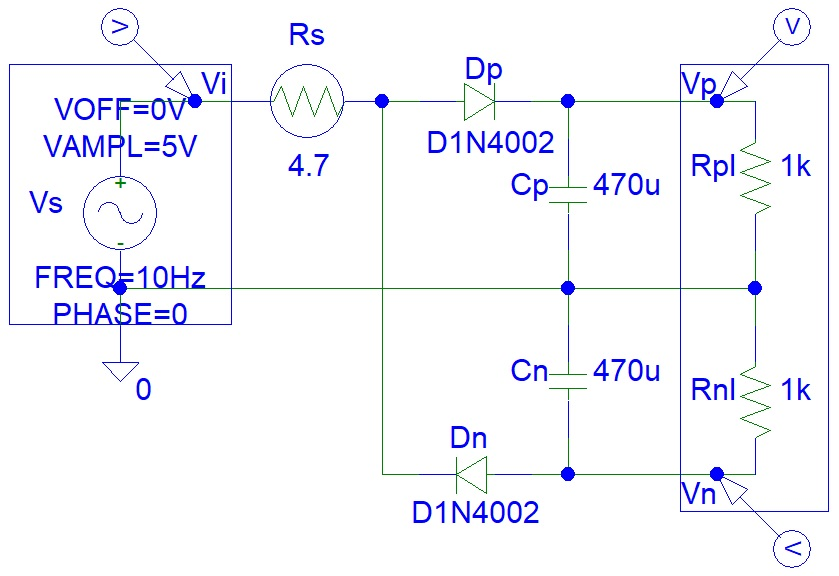 V
V
Rs
Dp
Vi
Vp
VOFF=0V
VAMPL=5V
D1N4002
4.7
Rpl
1k
Cp
470u
Vs
+
-
FREQ=10Hz
PHASE=0
0
Cn
470u
Rnl
1k
Dn
Vn
D1N4002
V